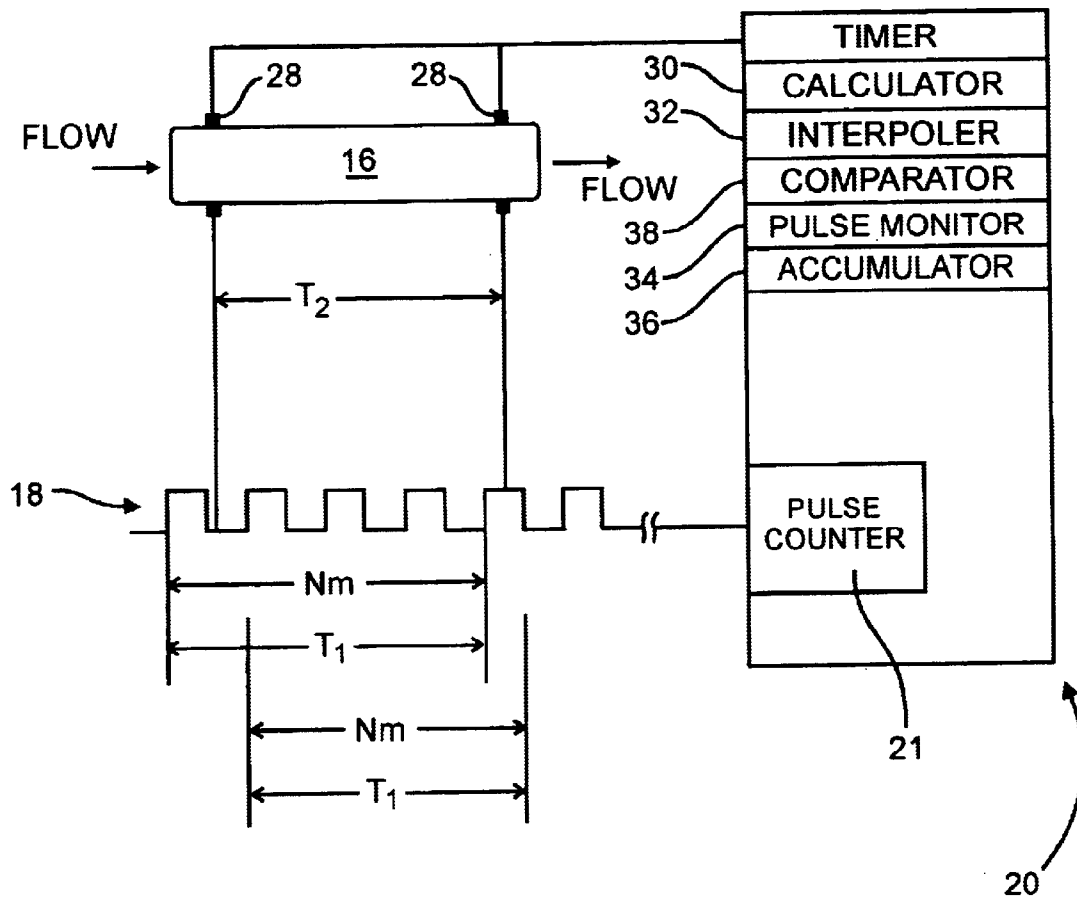 TIMER
28
28
30
CALCULATOR
32
INTERPOLER
FLOW
16
FLOW
COMPARATOR
38
PULSE MONITOR
34
ACCUMULATOR
36
T2
18
PULSE
COUNTER
Nm
T1
Nm
T1
21
20